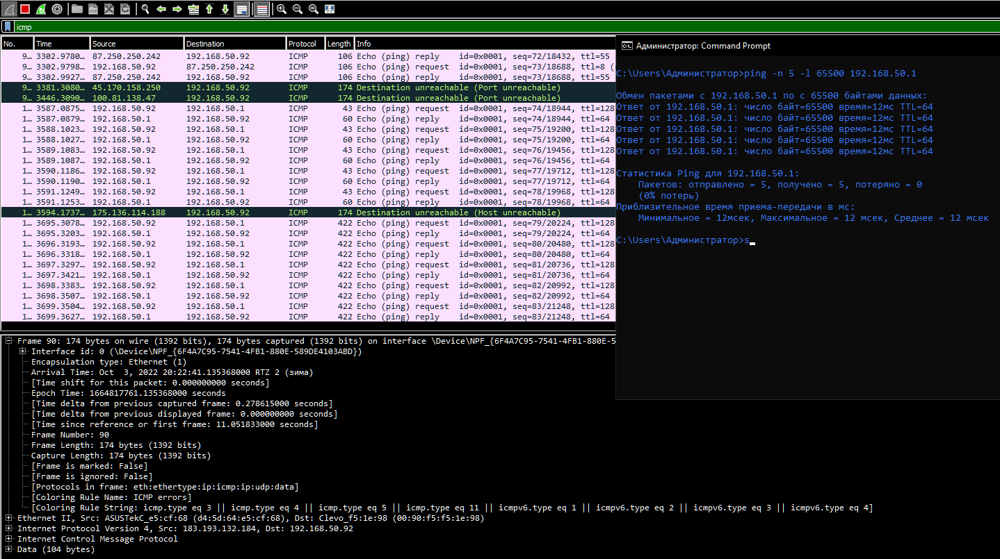 icmp
No. Time Source Destination Protocol Length Info
9… 3302.9780… 87.250.250.242 192.168.50.92 ICMP 106 Echo (ping) reply id=0x0001, seq=72/18432, ttl=55
9… 3302.9798… 192.168.50.92 87.250.250.242 ICMP 106 Echo (ping) request id=0x0001, seq=73/18688, ttl=8 (
9… 3302.9927… 87.250.250.242 192.168.50.92 ICMP 106 Echo (ping) reply id=0x0001, seq=73/18688, ttl=55
9… 3381.3080… 45.170.158.250 192.168.50.92 ICMP 174 Destination unreachable (Port unreachable)
9… 3446.3090… 100.81.138.47 192.168.50.92 ICMP 174 Destination unreachable (Port unreachable)
1… 3587.0875… 192.168.50.92 192.168.50.1 ICMP 43 Echo (ping) request id=0x0001, seq=74/18944, ttl=128
1… 3587.0879… 192.168.50.1 192.168.50.92 ICMP 60 Echo (ping) reply id=0x0001, seq=74/18944, ttl=64
1… 3588.1023… 192.168.50.92 192.168.50.1 ICMP 43 Echo (ping) request id=0x0001, seq=75/19200, ttl=128
1… 3588.1027… 192.168.50.1 192.168.50.92 ICMP 60 Echo (ping) reply id=0x0001, seq=75/19200, ttl=64
1… 3589.1083… 192.168.50.92 192.168.50.1 ICMP 43 Echo (ping) request id=0x0001, seq=76/19456, ttl=128
1… 3589.1087… 192.168.50.1 192.168.50.92 ICMP 60 Echo (ping) reply id=0x0001, seq=76/19456, ttl=64
1… 3590.1186… 192.168.50.92 192.168.50.1 ICMP 43 Echo (ping) request id=0x0001, seq=77/19712, ttl=128
1… 3590.1190… 192.168.50.1 192.168.50.92 ICMP 60 Echo (ping) reply id=0x0001, seq=77/19712, ttl=64
1… 3591.1249… 192.168.50.92 192.168.50.1 ICMP 43 Echo (ping) request id=0x0001, seq=78/19968, ttl=128
1… 3591.1253… 192.168.50.1 192.168.50.92 ICMP 60 Echo (ping) reply id=0x0001, seq=78/19968, ttl=64
1… 3594.1737… 175.136.114.188 192.168.50.92 ICMP 174 Destination unreachable (Host unreachable)
1… 3695.3078… 192.168.50.92 192.168.50.1 ICMP 422 Echo (ping) request id=0x0001, seq=79/20224, ttl=128
1… 3695.3203… 192.168.50.1 192.168.50.92 ICMP 422 Echo (ping) reply id=0x0001, seq=79/20224, ttl=64
1… 3696.3193… 192.168.50.92 192.168.50.1 ICMP 422 Echo (ping) request id=0x0001, seq=80/20480, ttl=128
1… 3696.3318… 192.168.50.1 192.168.50.92 ICMP 422 Echo (ping) reply id=0x0001, seq=80/20480, ttl=64
1… 3697.3297… 192.168.50.92 192.168.50.1 ICMP 422 Echo (ping) request id=0x0001, seq=81/20736, ttl=128
1… 3697.3421… 192.168.50.1 192.168.50.92 ICMP 422 Echo (ping) reply id=0x0001, seq=81/20736, ttl=64
1… 3698.3383… 192.168.50.92 192.168.50.1 ICMP 422 Echo (ping) request id=0x0001, seq=82/20992, ttl=128
1… 3698.3507… 192.168.50.1 192.168.50.92 ICMP 422 Echo (ping) reply id=0x0001, seq=82/20992, ttl=64
1… 3699.3504… 192.168.50.92 192.168.50.1 ICMP 422 Echo (ping) request id=0x0001, seq=83/21248, ttl=128
1… 3699.3627… 192.168.50.1 192.168.50.92 ICMP 422 Echo (ping) reply id=0x0001, seq=83/21248, ttl=64
Администратор: Command Prompt
C:\Users\Администратор>ping -n 5 -l 65500 192.168.50.1
Обмен пакетами с 192.168.50.1 по с 65500 байтами данных:
Ответ от 192.168.50.1: число байт=65500 время=12мс TTL=64
Ответ от 192.168.50.1: число байт=65500 время=12мс TTL=64
Ответ от 192.168.50.1: число байт=65500 время=12мс TTL=64
Ответ от 192.168.50.1: число байт=65500 время=12мс TTL=64
Ответ от 192.168.50.1: число байт=65500 время=12мс TTL=64
Статистика Ping для 192.168.50.1:
Пакетов: отправлено = 5, получено = 5, потеряно = 0
(0% потерь)
Приблизительное время приема-передачи в мс:
Минимальное = 12мсек, Максимальное = 12 мсек, Среднее = 12 мсек
C:\Users\Администратор>s
Frame 90: 174 bytes on wire (1392 bits), 174 bytes captured (1392 bits) on interface \Device\NPF_{6F4A7C95-7541-4FB1-880E-5
Interface id: 0 (\Device\NPF_{6F4A7C95-7541-4FB1-880E-589DE4103ABD})
Encapsulation type: Ethernet (1)
Arrival Time: Oct 3, 2022 20:22:41.135368000 RTZ 2 (зима)
[Time shift for this packet: 0.000000000 seconds]
Epoch Time: 1664817761.135368000 seconds
[Time delta from previous captured frame: 0.278615000 seconds]
[Time delta from previous displayed frame: 0.000000000 seconds]
[Time since reference or first frame: 11.051833000 seconds]
Frame Number: 90
Frame Length: 174 bytes (1392 bits)
Capture Length: 174 bytes (1392 bits)
[Frame is marked: False]
[Frame is ignored: False]
[Protocols in frame: eth:ethertype:ip:icmp:ip:udp:data]
[Coloring Rule Name: ICMP errors]
[Coloring Rule String: icmp.type eq 3 || icmp.type eq 4 || icmp.type eq 5 || icmp.type eq 11 || icmpv6.type eq 1 || icmpv6.type eq 2 || icmpv6.type eq 3 || icmpv6.type eq 4]
Ethernet II, Src: ASUSTekC_e5:cf:68 (d4:5d:64:e5:cf:68), Dst: Clevo_f5:1e:98 (00:90:f5:f5:1e:98)
Internet Protocol Version 4, Src: 183.193.132.184, Dst: 192.168.50.92
Internet Control Message Protocol
Data (104 bytes)